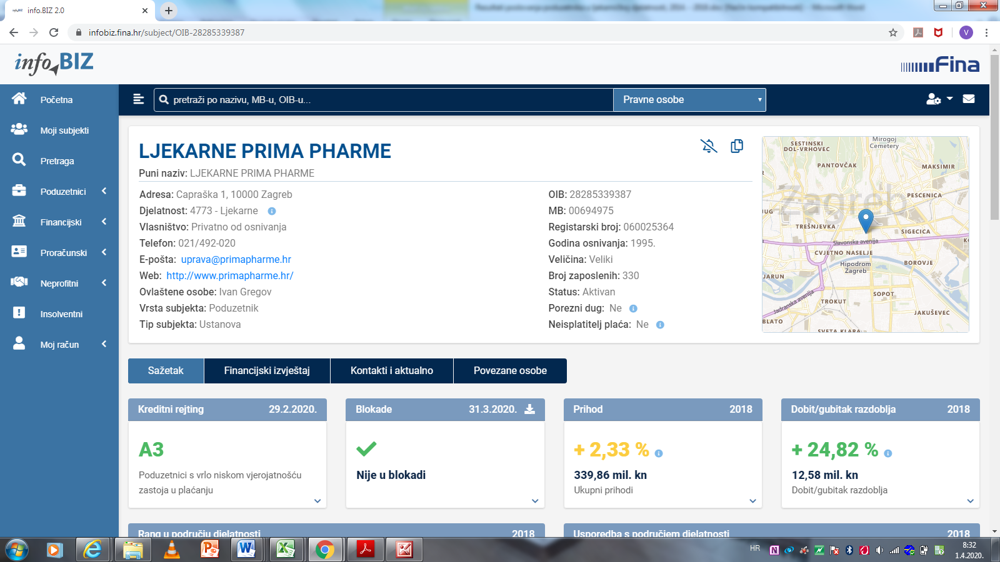 info.BIZ 2.0
infobiz.fina.hr/subject/OIB-28285339387
V
info.BIZ
Fina
Početna
Moji subjekti
Pretraga
Poduzetnici
Financijski
Proračunski
Neprofitni
Insolventni
Moj račun
pretraži po nazivu, MB-u, OIB-u...
Pravne osobe
LJEKARNE PRIMA PHARME
Puni naziv: LJEKARNE PRIMA PHARME
Adresa: Capraška 1, 10000 Zagreb
Djelatnost: 4773 - Ljekarne
Vlasništvo: Privatno od osnivanja
Telefon: 021/492-020
E-pošta: uprava@primapharme.hr
Web: http://www.primapharme.hr/
Ovlaštene osobe: Ivan Gregov
Vrsta subjekta: Poduzetnik
Tip subjekta: Ustanova
OIB: 28285339387
MB: 00694975
Registarski broj: 060025364
Godina osnivanja: 1995.
Veličina: Veliki
Broj zaposlenih: 330
Status: Aktivan
Porezni dug: Ne
Neisplatitelj plaća: Ne
Mirogoj
Cemetery
SESTINSKI
DOL-VRHOVEC
PANTOVČAK
MAKSIMIR
Zagreb
PESCENICA
JUG
TREŠNJEVKA
SIGECICA
Slavonska avenija
CVJETNO NASELJE
Hipodrom
Zagreb
BOROVJE
JARUN
SOPOT
TROKUT
Jadranska avenija
JAKUŠEVEC
BLATO
SVETA KLARA
Sažetak
Financijski izvještaj
Kontakti i aktualno
Povezane osobe
Kreditni rejting 29.2.2020.
A3
Poduzetnici s vrlo niskom vjerojatnošću
zastoja u plaćanju
Blokade 31.3.2020.
Nije u blokadi
Prihod 2018
+ 2,33 %
339,86 mil. kn
Ukupni prihodi
Dobit/gubitak razdoblja 2018
+ 24,82 %
12,58 mil. kn
Dobit/gubitak razdoblja
Rang u području djelatnosti 2018
Usporedba s područjem djelatnosti 2018
HR
8:32
1.4.2020.